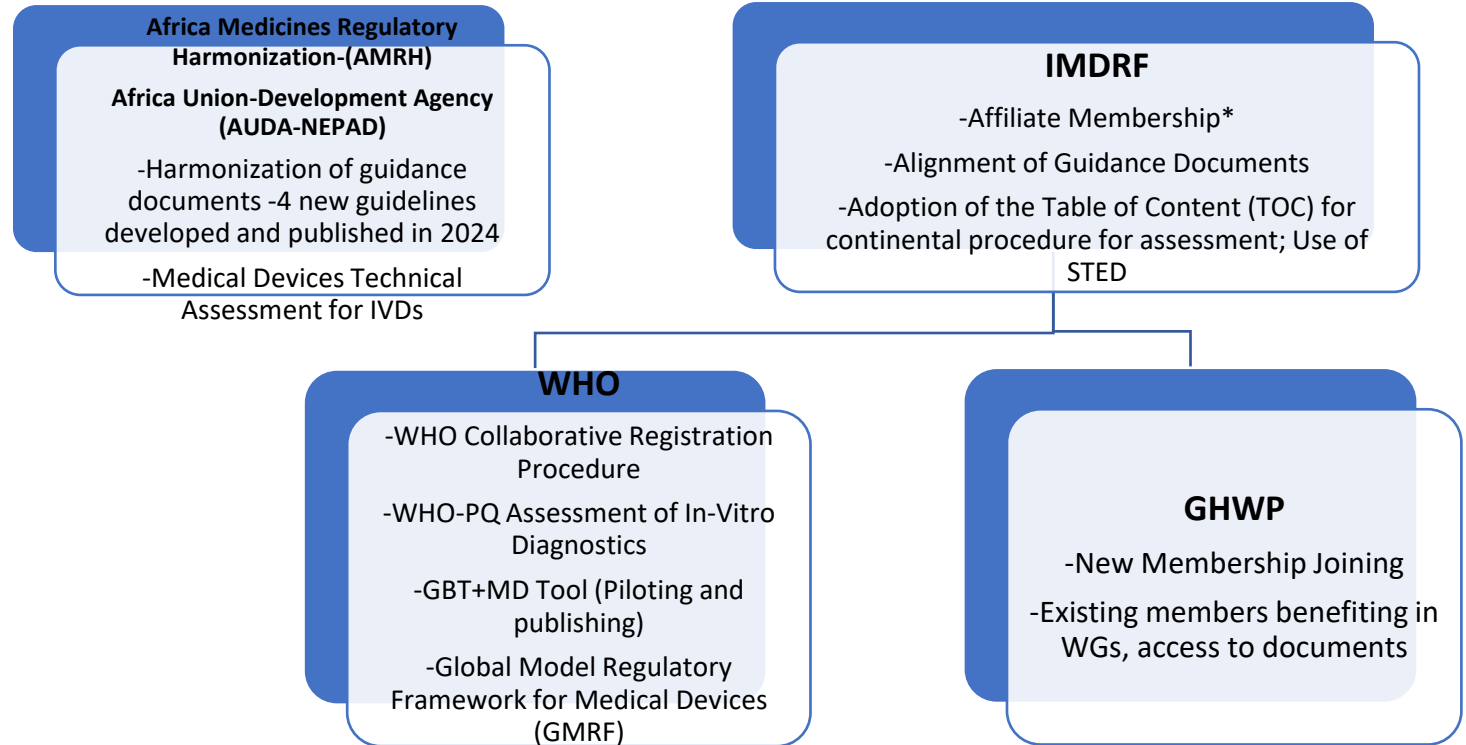 Africa Medicines Regulatory
Harmonization-(AMRH)
Africa Union-Development Agency
(AUDA-NEPAD)
-Harmonization of guidance
documents -4 new guidelines
developed and published in 2024
-Medical Devices Technical
Assessment for IVDs
IMDRF
-Affiliate Membership*
-Alignment of Guidance Documents
-Adoption of the Table of Content (TOC) for
continental procedure for assessment; Use of
STED
WHO
-WHO Collaborative Registration
Procedure
-WHO-PQ Assessment of In-Vitro
Diagnostics
-GBT+MD Tool (Piloting and
publishing)
-Global Model Regulatory
Framework for Medical Devices
(GMRF)
GHWP
-New Membership Joining
-Existing members benefiting in
WGs, access to documents